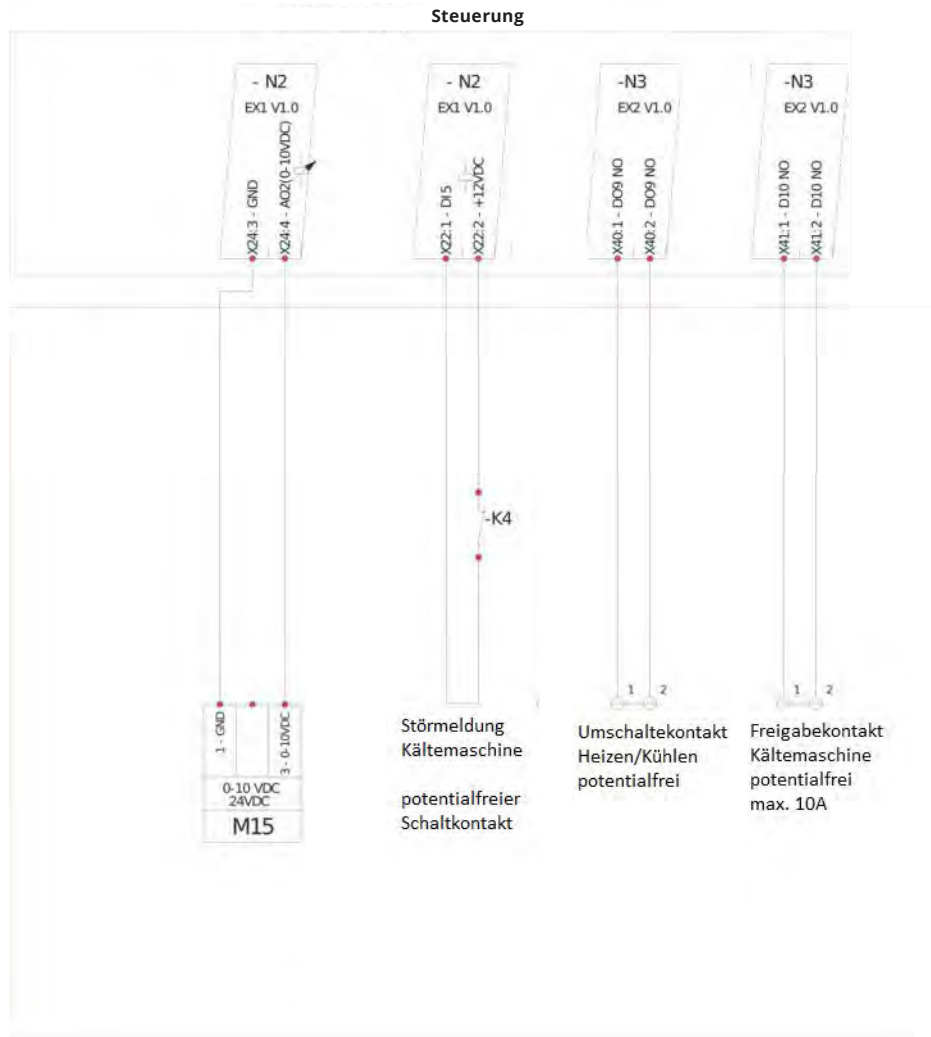 Steuerung
- N2
EX1 V1.0
X24:3 - GND
X24:4 - AO2(0-10VDC)
- N2
EX1 V1.0
X22:1 - DI5
X22:2 - +12VDC
-N3
EX2 V1.0
X40:1 - DO9 NO
X40:2 - DO9 NO
-N3
EX2 V1.0
X41:1 - D10 NO
X41:2 - D10 NO
-K4
1 - GND
3 - 0-10VDC
0-10 VDC
24VDC
M15
Störmeldung
Kältemaschine
potentialfreier
Schaltkontakt
1 2
Umschaltekontakt
Heizen/Kühlen
potentialfrei
1 2
Freigabekontakt
Kältemaschine
potentialfrei
max. 10A